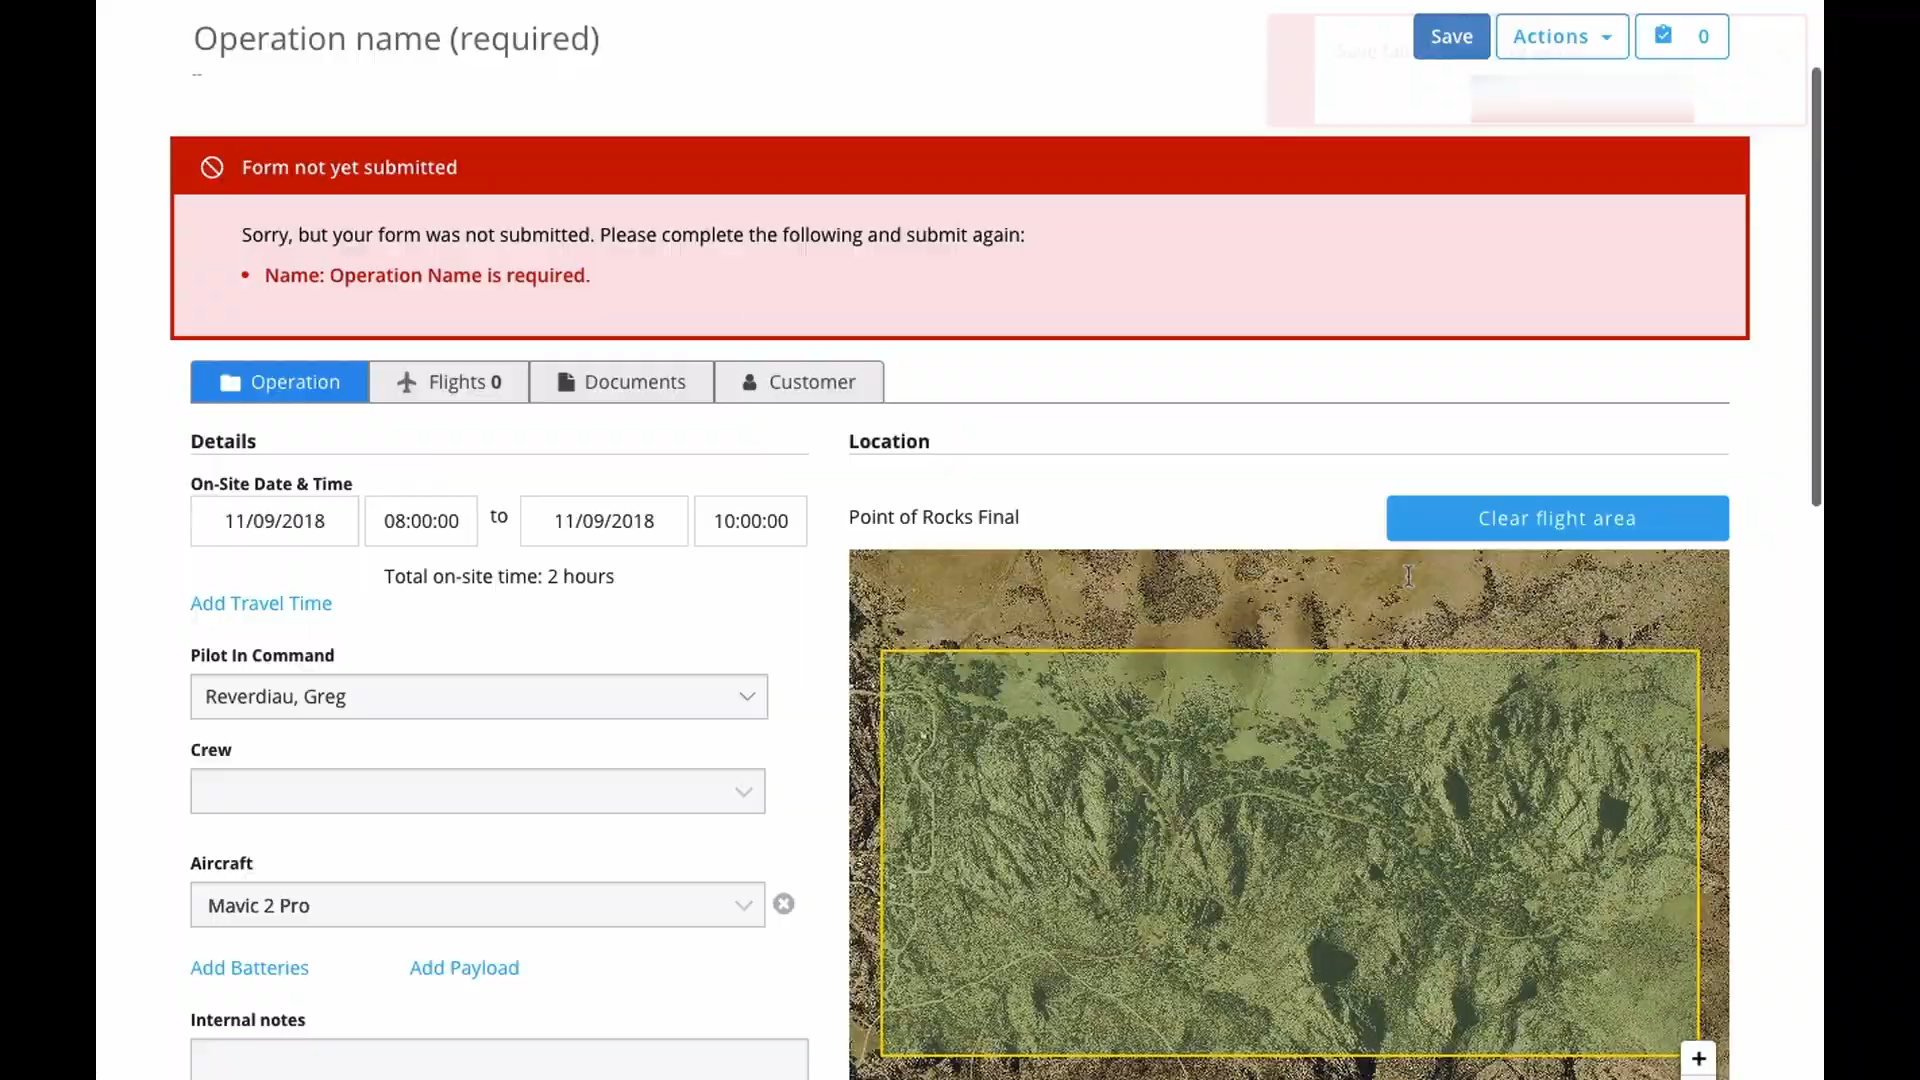 Operation name (required)
Save
Actions
0
--
Form not yet submitted
Sorry, but your form was not submitted. Please complete the following and submit again:
• Name: Operation Name is required.
Operation
Flights 0
Documents
Customer
Details
On-Site Date & Time
11/09/2018 08:00:00 to 11/09/2018 10:00:00
Total on-site time: 2 hours
Add Travel Time
Pilot In Command
Reverdiau, Greg
Crew
Aircraft
Mavic 2 Pro
Add Batteries
Add Payload
Internal notes
Location
Point of Rocks Final
Clear flight area
+